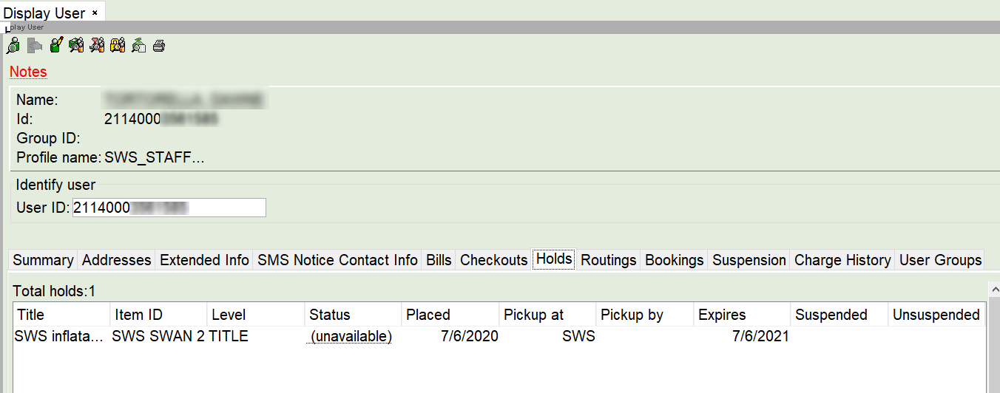 Display User ×
play User
Notes
Name:
Id: 21140000
Group ID:
Profile name: SWS_STAFF...
Identify user
User ID: 2114000
Summary Addresses Extended Info SMS Notice Contact Info Bills Checkouts Holds Routings Bookings Suspension Charge History User Groups
Total holds:1
Title Item ID Level Status Placed Pickup at Pickup by Expires Suspended Unsuspended
SWS inflata... SWS SWAN 2 TITLE (unavailable) 7/6/2020 SWS 7/6/2021